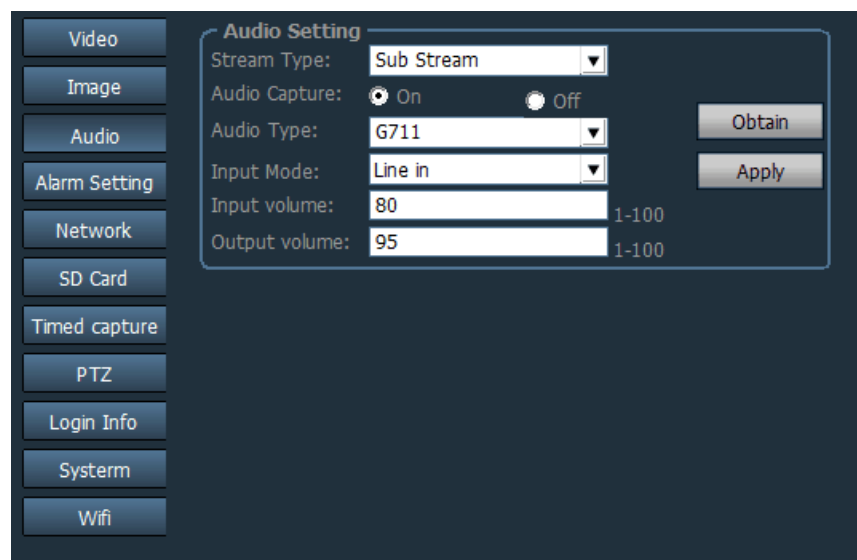 Video
Image
Audio
Alarm Setting
Network
SD Card
Timed capture
PTZ
Login Info
Systerm
Wifi
Audio Setting
Stream Type: Sub Stream
Audio Capture: On Off
Audio Type: G711
Input Mode: Line in
Input volume: 80 1-100
Output volume: 95 1-100
Obtain
Apply